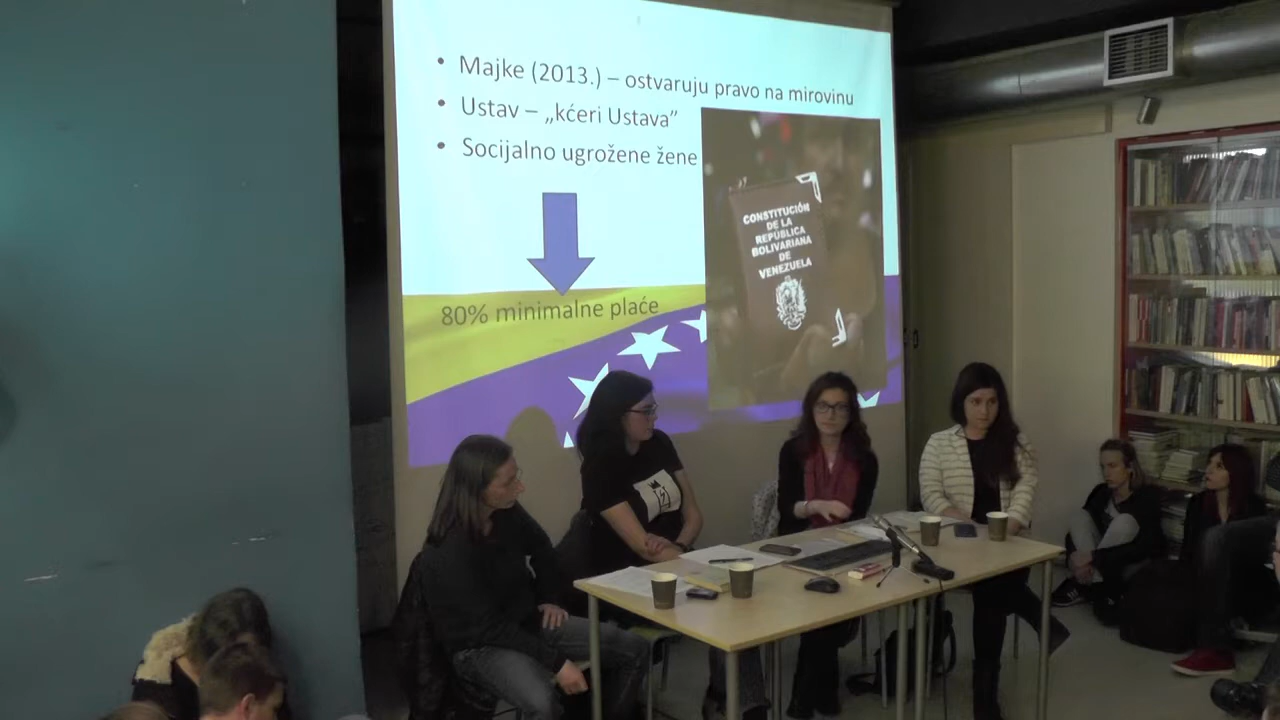 • Majke (2013.) – ostvaruju pravo na mirovinu
• Ustav – „kćeri Ustava”
• Socijalno ugrožene žene
80% minimalne plaće
CONSTITUCIÓN
DE LA
REPÚBLICA
BOLIVARIANA
DE
VENEZUELA